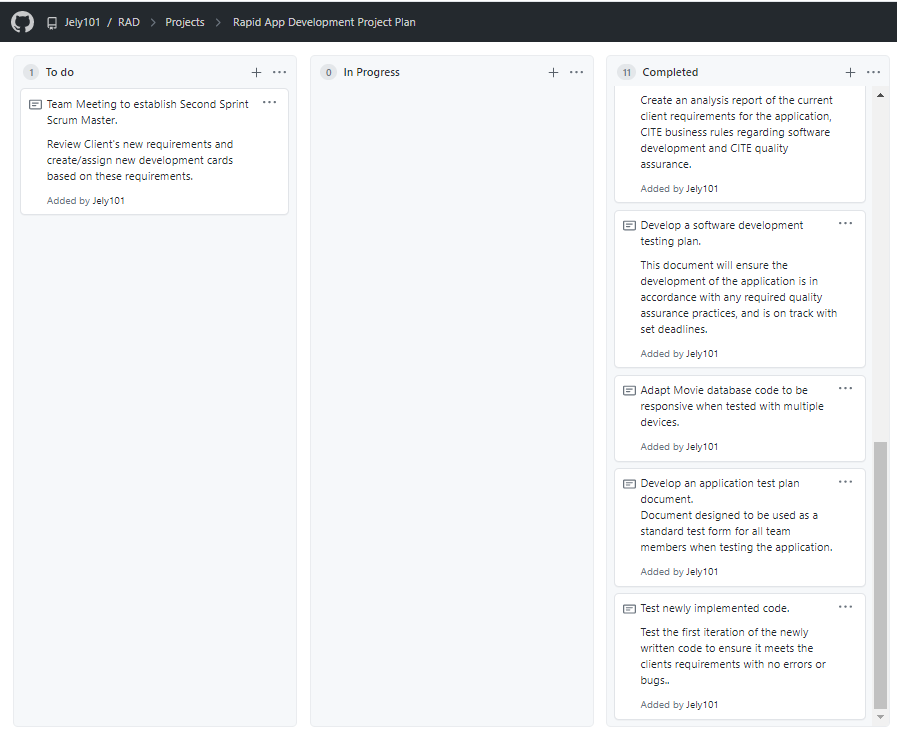 Jely101 / RAD > Projects > Rapid App Development Project Plan
1 To do
Team Meeting to establish Second Sprint
Scrum Master.
Review Client's new requirements and
create/assign new development cards
based on these requirements.
Added by Jely101
0 In Progress
11 Completed
Create an analysis report of the current
client requirements for the application,
CITE business rules regarding software
development and CITE quality
assurance.
Added by Jely101
Develop a software development
testing plan.
This document will ensure the
development of the application is in
accordance with any required quality
assurance practices, and is on track with
set deadlines.
Added by Jely101
Adapt Movie database code to be
responsive when tested with multiple
devices.
Added by Jely101
Develop an application test plan
document.
Document designed to be used as a
standard test form for all team
members when testing the application.
Added by Jely101
Test newly implemented code.
Test the first iteration of the newly
written code to ensure it meets the
clients requirements with no errors or
bugs..
Added by Jely101